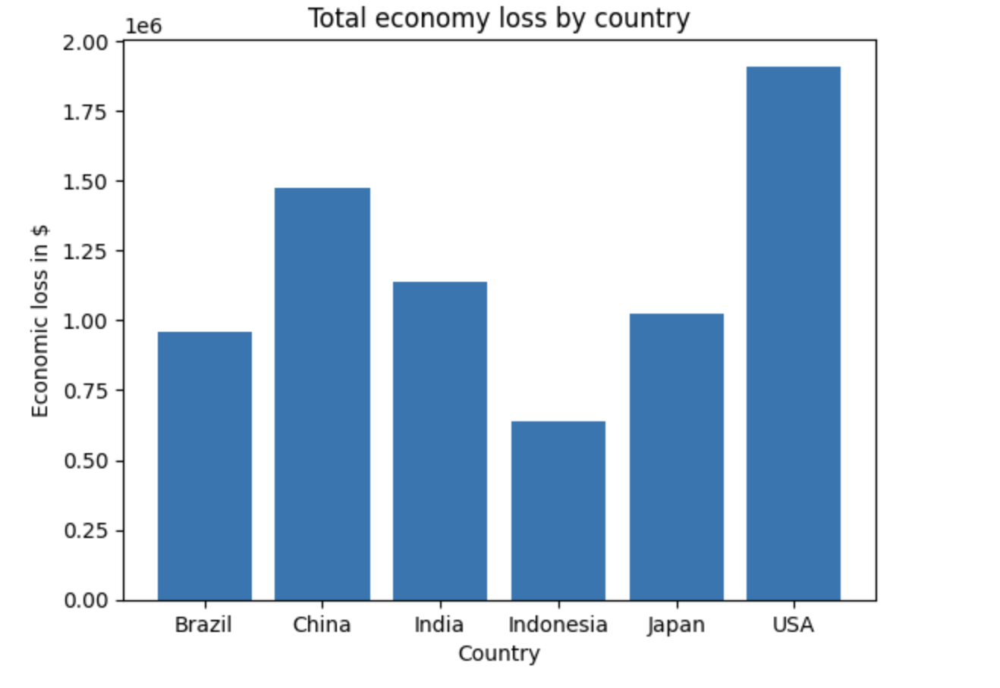 Total economy loss by country
1e6
2.00
1.75
1.50
1.25
1.00
0.75
0.50
0.25
0.00
Economic loss in $
Brazil China India Indonesia Japan USA
Country